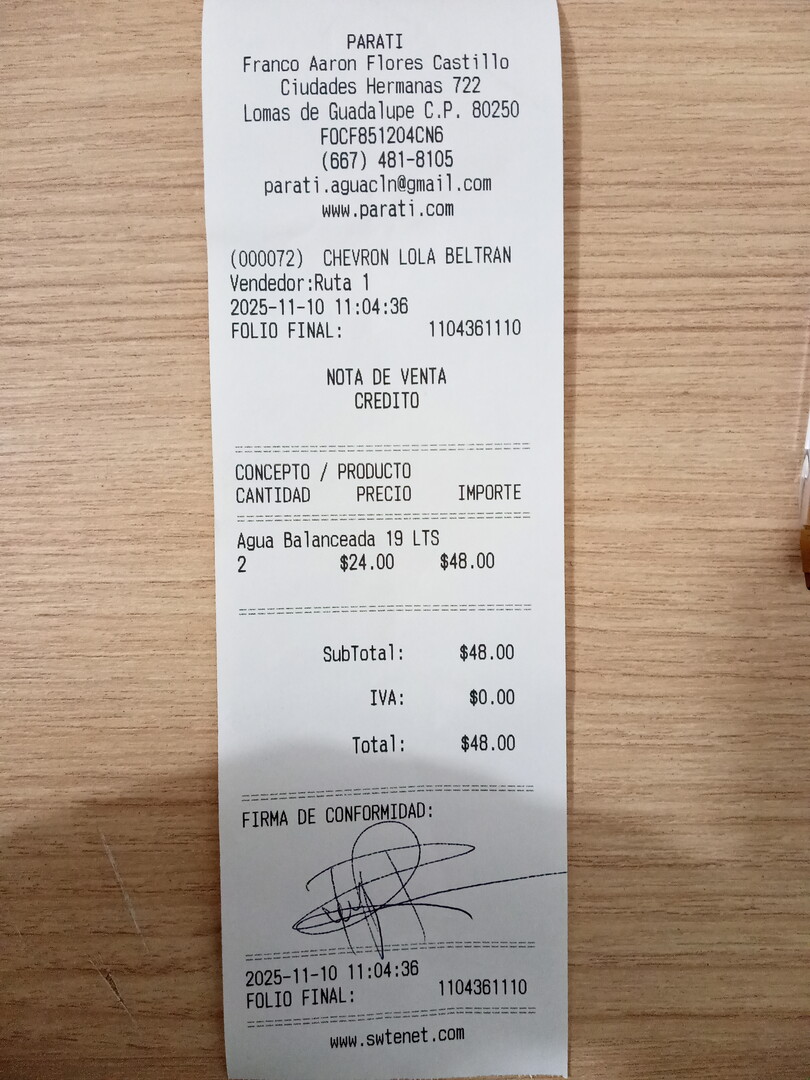 PARATI
Franco Aaron Flores Castillo
Ciudades Hermanas 722
Lomas de Guadalupe C.P. 80250
FOCF851204CN6
(667) 481-8105
parati.aguacln@gmail.com
www.parati.com
(000072) CHEVRON LOLA BELTRAN
Vendedor:Ruta 1
2025-11-10 11:04:36
FOLIO FINAL: 1104361110
NOTA DE VENTA
CREDITO
==================================
CONCEPTO / PRODUCTO
CANTIDAD PRECIO IMPORTE
==================================
Agua Balanceada 19 LTS
2 $24.00 $48.00
==================================
SubTotal: $48.00
IVA: $0.00
Total: $48.00
==================================
FIRMA DE CONFORMIDAD:
==================================
2025-11-10 11:04:36
FOLIO FINAL: 1104361110
==================================
www.swtenet.com